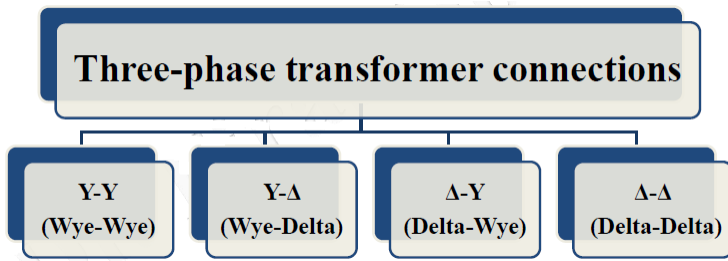 Three-phase transformer connections
Y-Y
(Wye-Wye)
Y-Δ
(Wye-Delta)
Δ-Y
(Delta-Wye)
Δ-Δ
(Delta-Delta)